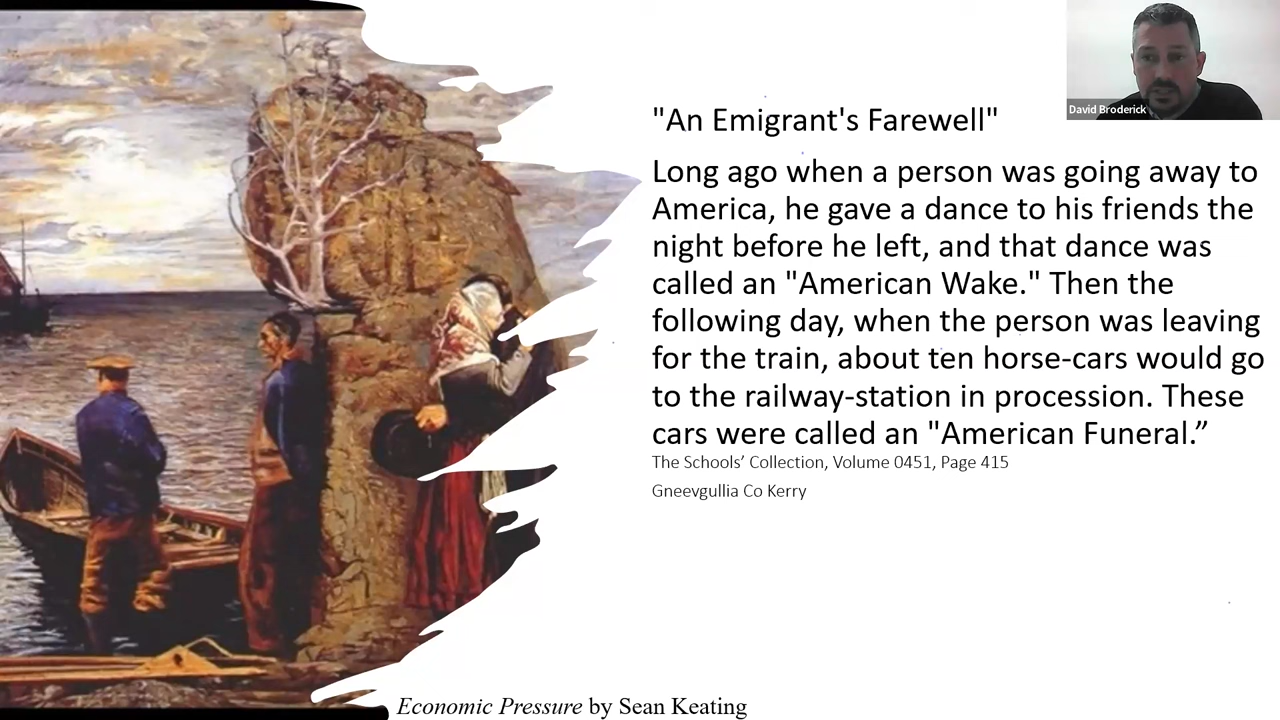 David Broderick
"An Emigrant's Farewell"
Long ago when a person was going away to
America, he gave a dance to his friends the
night before he left, and that dance was
called an "American Wake." Then the
following day, when the person was leaving
for the train, about ten horse-cars would go
to the railway-station in procession. These
cars were called an "American Funeral.”
The Schools’ Collection, Volume 0451, Page 415
Gneevgullia Co Kerry
Economic Pressure by Sean Keating